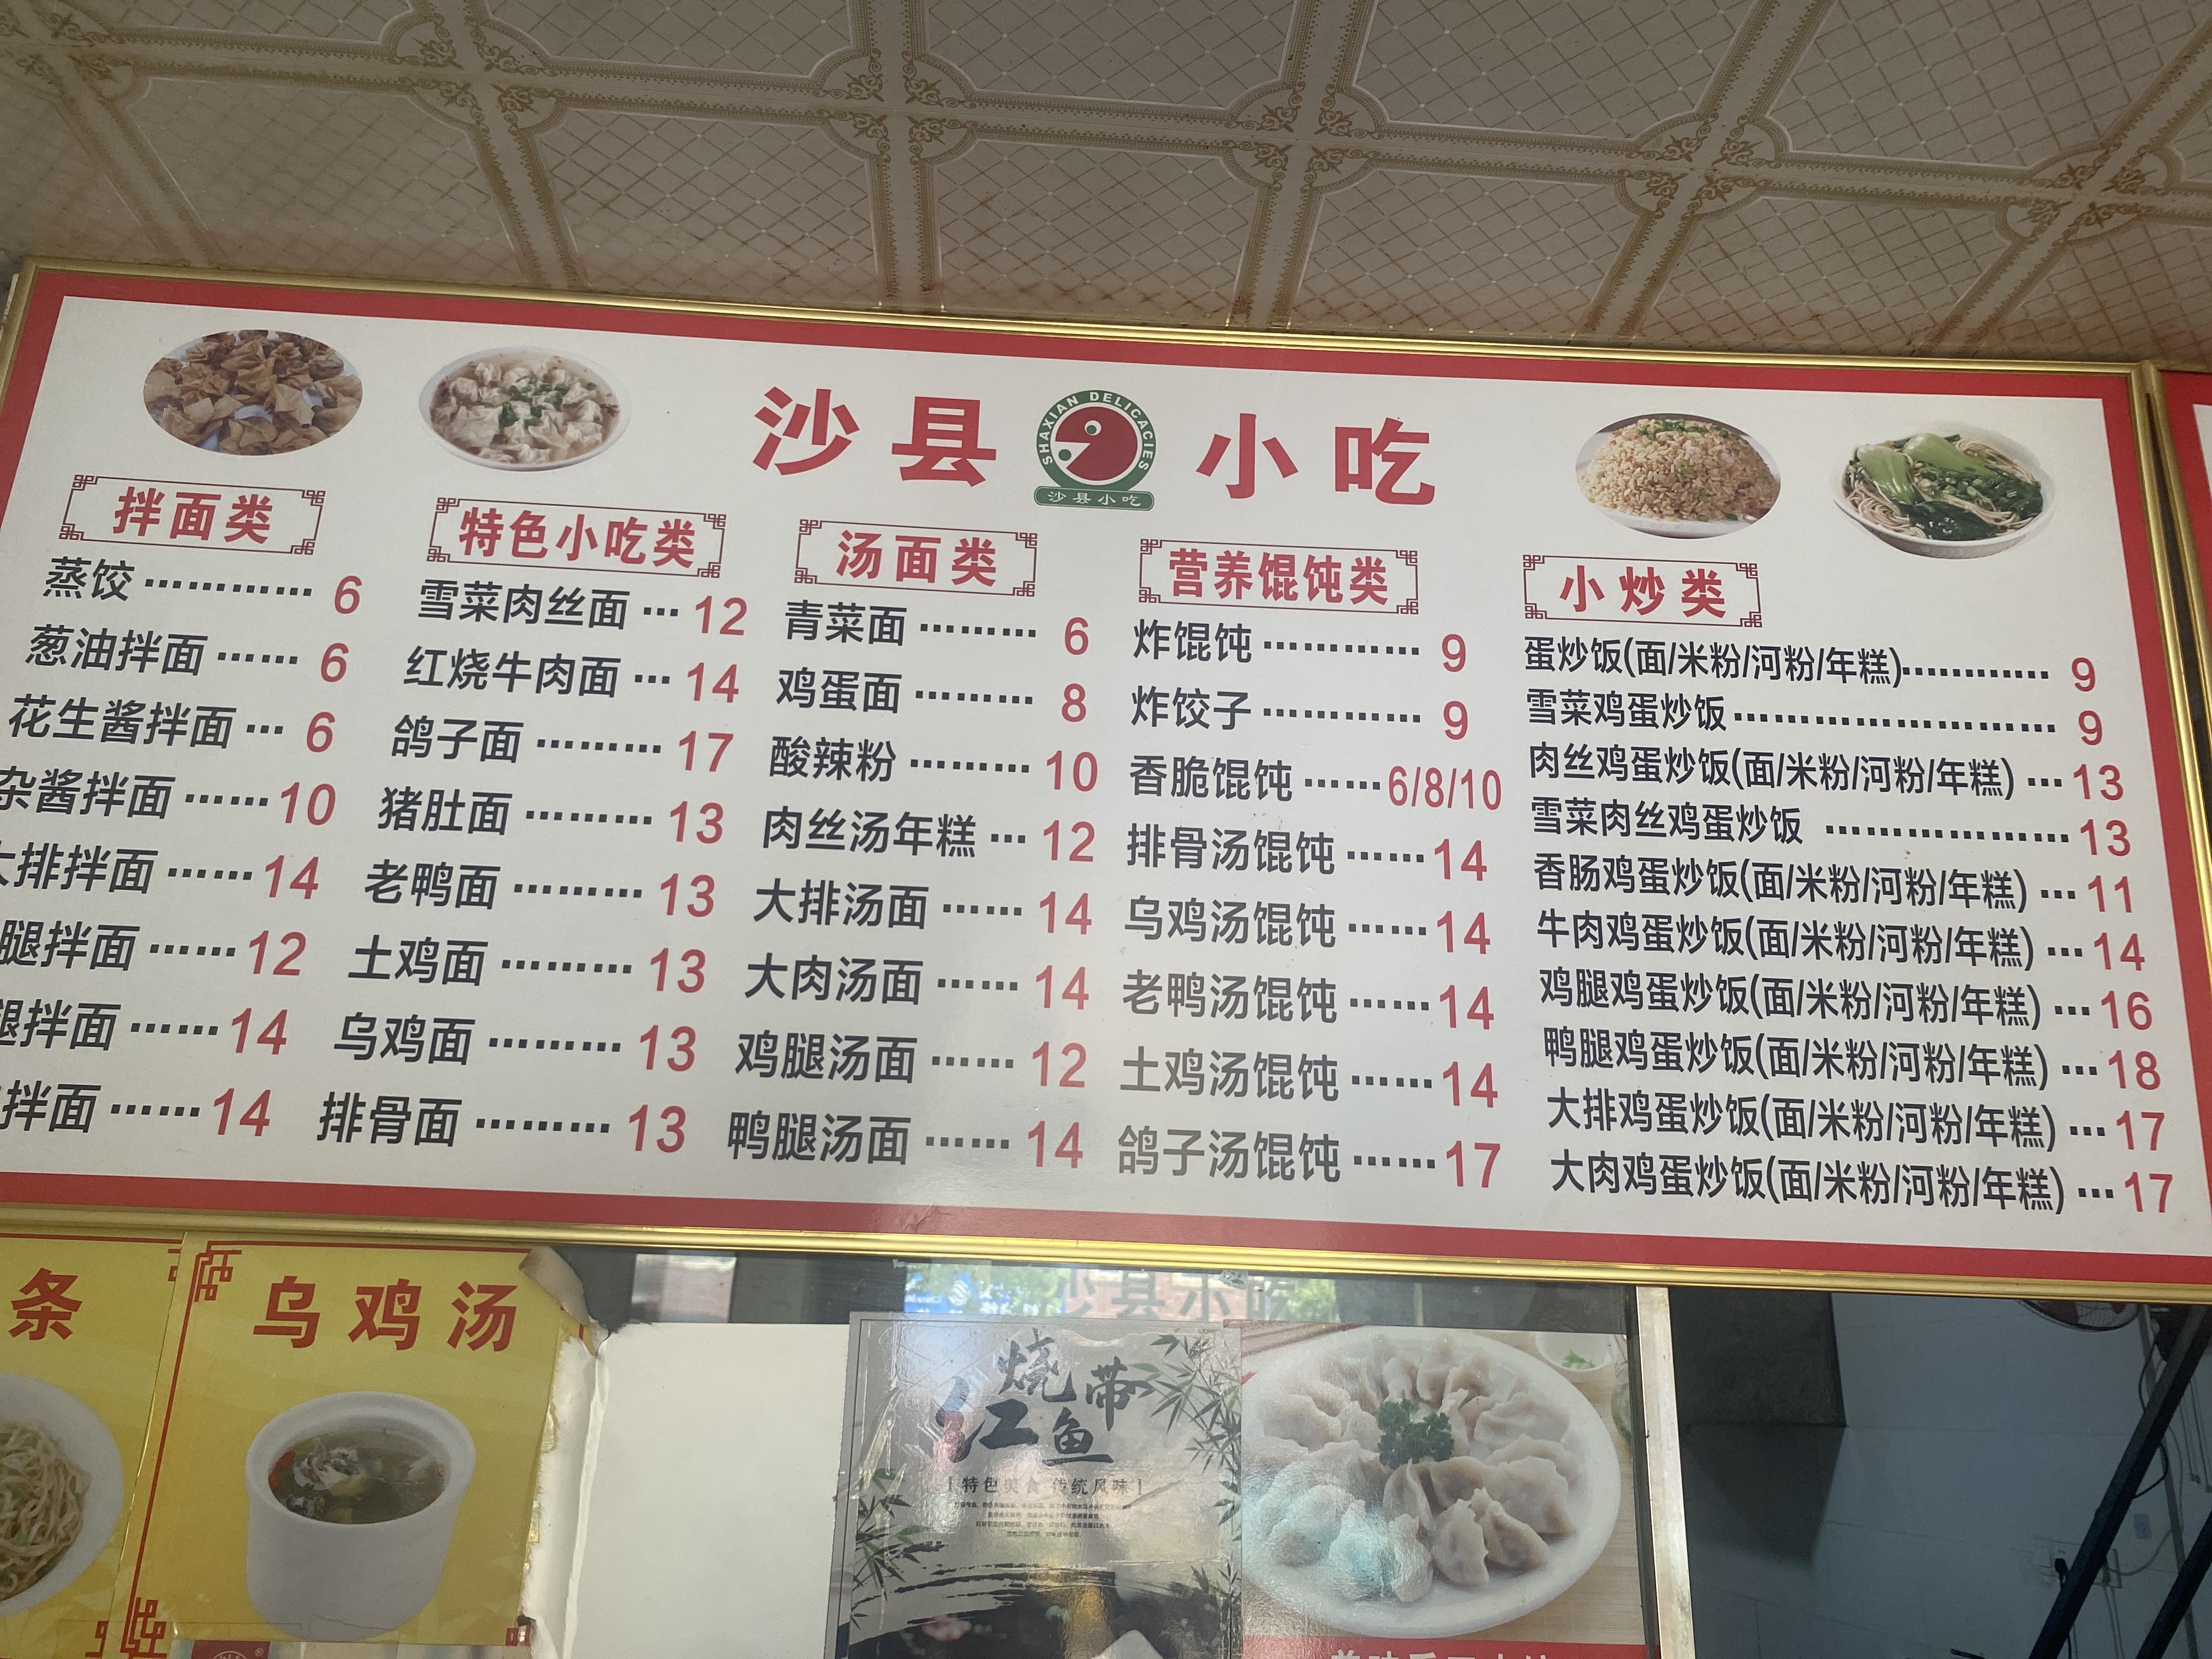 沙县小吃
SHAXIAN DELICACIES
沙县小吃
拌面类
蒸饺 ………… 6
葱油拌面 …… 6
花生酱拌面 … 6
杂酱拌面 …… 10
大排拌面 …… 14
腿拌面 …… 12
腿拌面 …… 14
拌面 …… 14
特色小吃类
雪菜肉丝面 … 12
红烧牛肉面 … 14
鸽子面 ……… 17
猪肚面 ……… 13
老鸭面 ……… 13
土鸡面 ……… 13
乌鸡面 ……… 13
排骨面 ……… 13
汤面类
青菜面 ……… 6
鸡蛋面 ……… 8
酸辣粉 ……… 10
肉丝汤年糕 … 12
大排汤面 …… 14
大肉汤面 …… 14
鸡腿汤面 …… 12
鸭腿汤面 …… 14
营养馄饨类
炸馄饨 ………… 9
炸饺子 ………… 9
香脆馄饨 …… 6/8/10
排骨汤馄饨 …… 14
乌鸡汤馄饨 …… 14
老鸭汤馄饨 …… 14
土鸡汤馄饨 …… 14
鸽子汤馄饨 …… 17
小炒类
蛋炒饭(面/米粉/河粉/年糕) ………… 9
雪菜鸡蛋炒饭 ……………………… 9
肉丝鸡蛋炒饭(面/米粉/河粉/年糕) … 13
雪菜肉丝鸡蛋炒饭 ………………… 13
香肠鸡蛋炒饭(面/米粉/河粉/年糕) … 11
牛肉鸡蛋炒饭(面/米粉/河粉/年糕) … 14
鸡腿鸡蛋炒饭(面/米粉/河粉/年糕) … 16
鸭腿鸡蛋炒饭(面/米粉/河粉/年糕) … 18
大排鸡蛋炒饭(面/米粉/河粉/年糕) … 17
大肉鸡蛋炒饭(面/米粉/河粉/年糕) … 17
条
乌鸡汤
沙县小吃
红烧带鱼
[特色美食 传统风味]